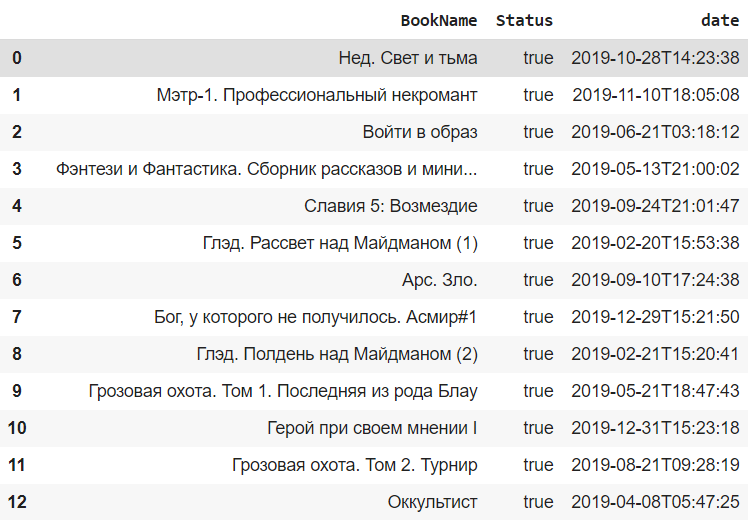 BookName Status date
0 Нед. Свет и тьма true 2019-10-28T14:23:38
1 Мэтр-1. Профессиональный некромант true 2019-11-10T18:05:08
2 Войти в образ true 2019-06-21T03:18:12
3 Фэнтези и Фантастика. Сборник рассказов и мини... true 2019-05-13T21:00:02
4 Славия 5: Возмездие true 2019-09-24T21:01:47
5 Глэд. Рассвет над Майдманом (1) true 2019-02-20T15:53:38
6 Арс. Зло. true 2019-09-10T17:24:38
7 Бог, у которого не получилось. Асмир#1 true 2019-12-29T15:21:50
8 Глэд. Полдень над Майдманом (2) true 2019-02-21T15:20:41
9 Грозовая охота. Том 1. Последняя из рода Блау true 2019-05-21T18:47:43
10 Герой при своем мнении I true 2019-12-31T15:23:18
11 Грозовая охота. Том 2. Турнир true 2019-08-21T09:28:19
12 Оккультист true 2019-04-08T05:47:25